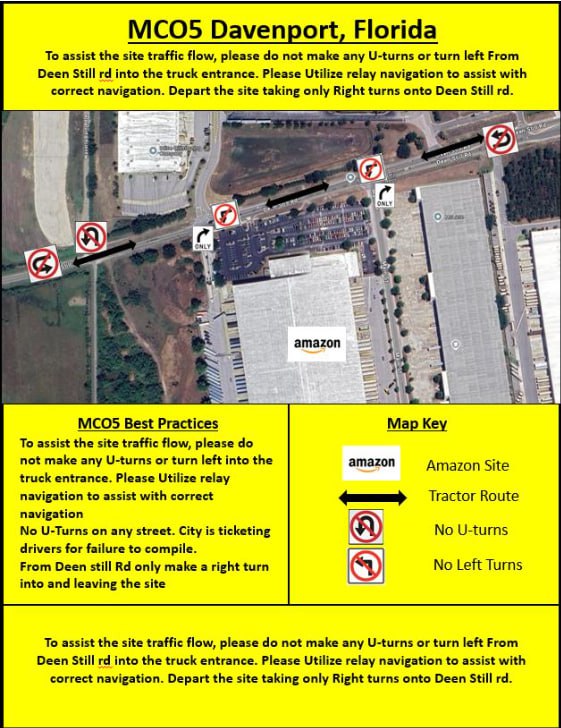 MCO5 Davenport, Florida
To assist the site traffic flow, please do not make any U-turns or turn left From
Deen Still rd into the truck entrance. Please Utilize relay navigation to assist with
correct navigation. Depart the site taking only Right turns onto Deen Still rd.
Deen Still Rd
ONLY
ONLY
amazon
MCO5 Best Practices
To assist the site traffic flow, please do
not make any U-turns or turn left into the
truck entrance. Please Utilize relay
navigation to assist with correct
navigation
No U-Turns on any street. City is ticketing
drivers for failure to compile.
From Deen still Rd only make a right turn
into and leaving the site
Map Key
amazon
Amazon Site
Tractor Route
No U-turns
No Left Turns
To assist the site traffic flow, please do not make any U-turns or turn left From
Deen Still rd into the truck entrance. Please Utilize relay navigation to assist with
correct navigation. Depart the site taking only Right turns onto Deen Still rd.